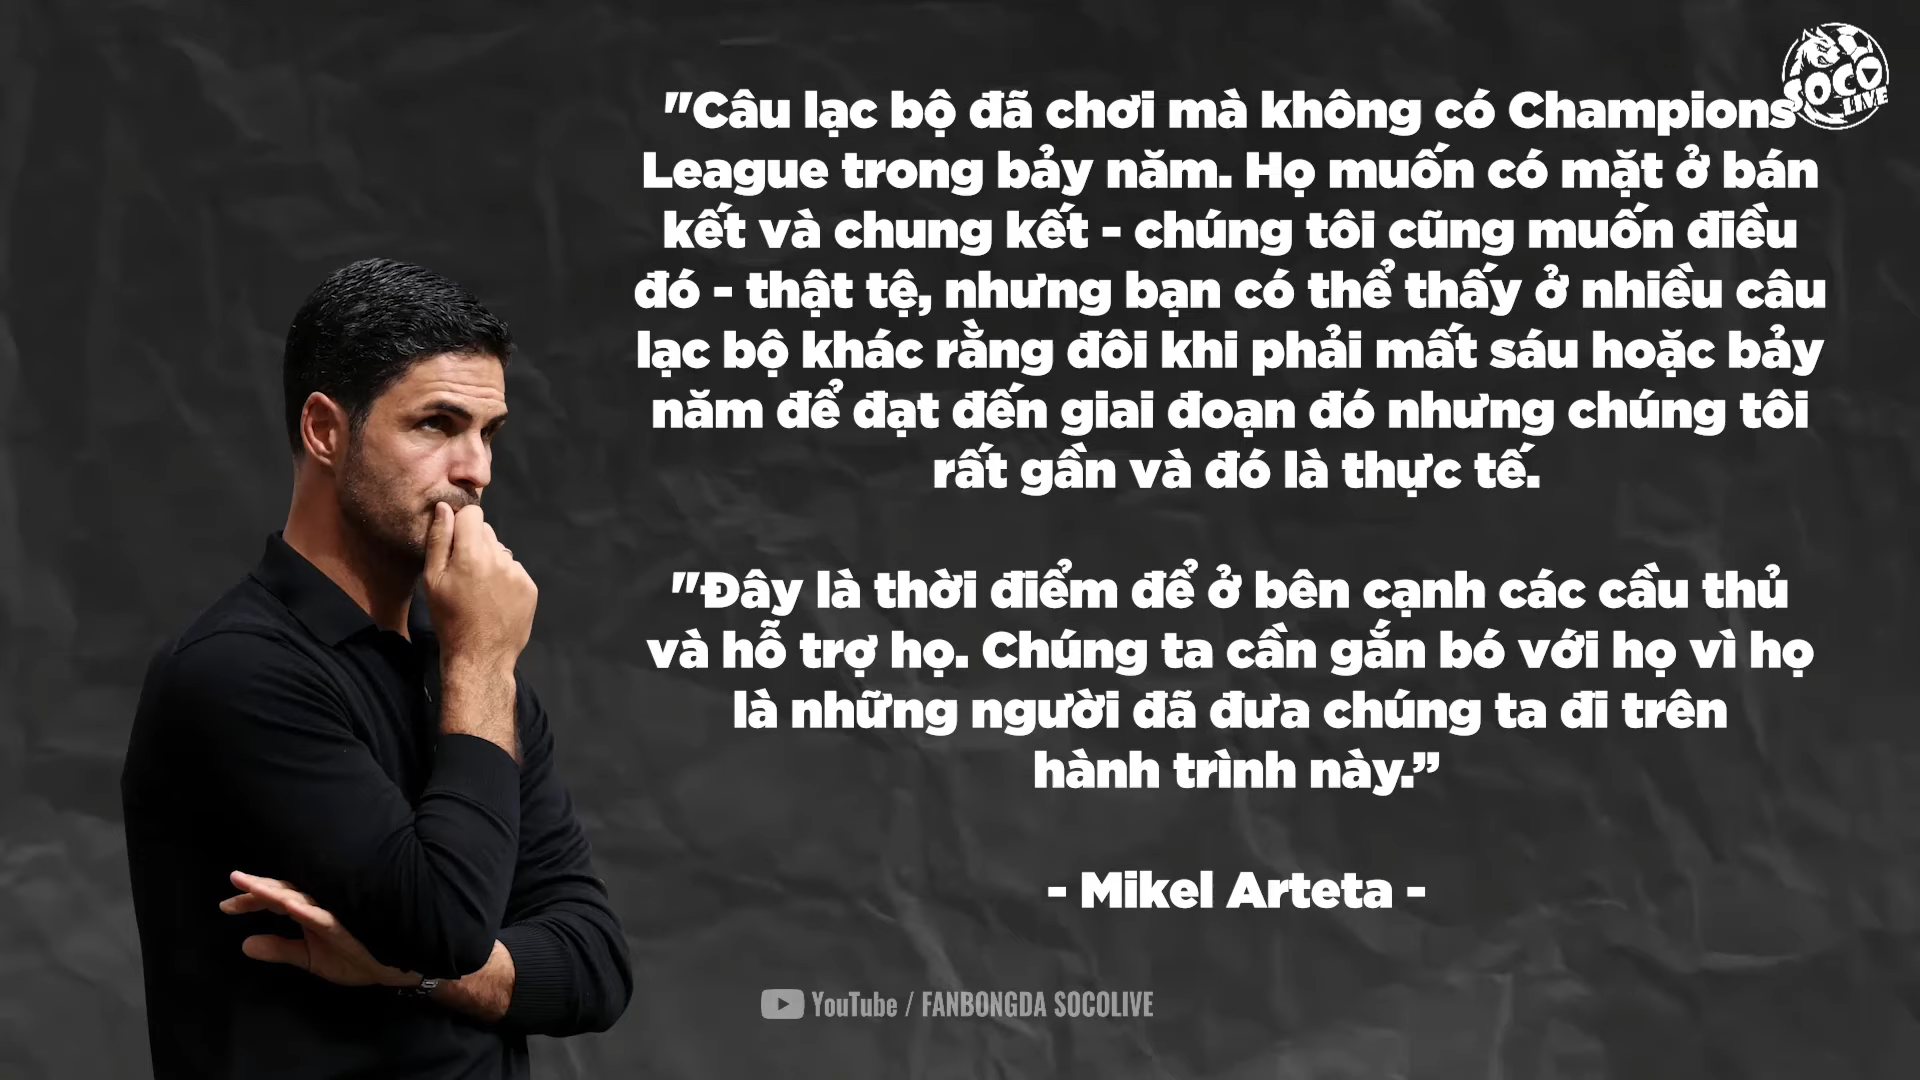 SOCO
LIVE
"Câu lạc bộ đã chơi mà không có Champions
League trong bảy năm. Họ muốn có mặt ở bán
kết và chung kết - chúng tôi cũng muốn điều
đó - thật tệ, nhưng bạn có thể thấy ở nhiều câu
lạc bộ khác rằng đôi khi phải mất sáu hoặc bảy
năm để đạt đến giai đoạn đó nhưng chúng tôi
rất gần và đó là thực tế.
"Đây là thời điểm để ở bên cạnh các cầu thủ
và hỗ trợ họ. Chúng ta cần gắn bó với họ vì họ
là những người đã đưa chúng ta đi trên
hành trình này.”
- Mikel Arteta -
YouTube / FANBONGDA SOCOLIVE